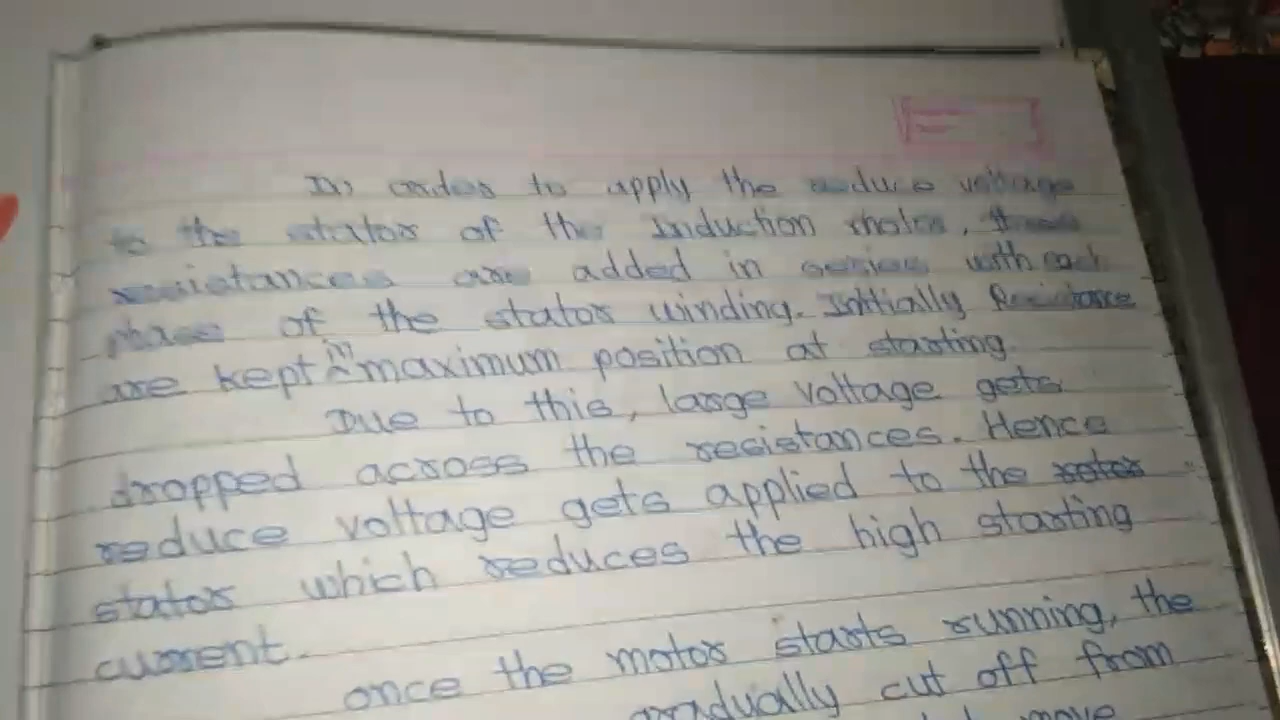 In order to apply the reduce voltage
to the stator of the Induction motor, three
resistances are added in series with each
phase of the stator winding. Initially Resistance
are kept in maximum position at starting.
Due to this, large voltage gets
dropped across the resistances. Hence
reduce voltage gets applied to the rotor
stator which reduces the high starting
current.
once the motor starts running, the
gradually cut off from
move